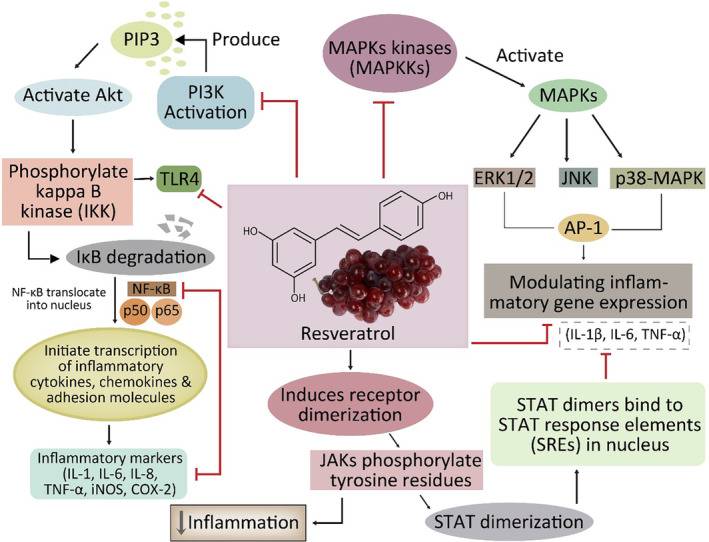 PIP3
Produce
Activate Akt
PI3K
Activation
Phosphorylate
kappa B
kinase (IKK)
TLR4
IκB degradation
NF-κB translocate
into nucleus
NF-κB
p50
p65
Initiate transcription
of inflammatory
cytokines, chemokines &
adhesion molecules
Inflammatory markers
(IL-1, IL-6, IL-8,
TNF-α, iNOS, COX-2)
HO
OH
OH
Resveratrol
Induces receptor
dimerization
JAKs phosphorylate
tyrosine residues
↓Inflammation
STAT dimerization
MAPKs kinases
(MAPKKs)
Activate
MAPKs
ERK1/2
JNK
p38-MAPK
AP-1
Modulating inflam-
matory gene expression
(IL-1β, IL-6, TNF-α)
STAT dimers bind to
STAT response elements
(SREs) in nucleus